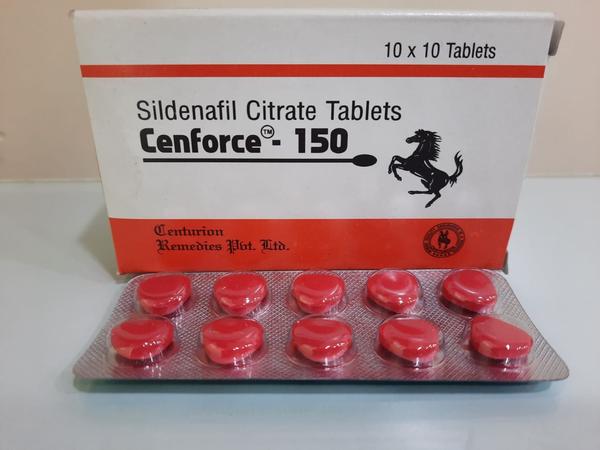 10 x 10 Tablets
Sildenafil Citrate Tablets
Cenforce™- 150
Centurion
Remedies Pvt. Ltd.